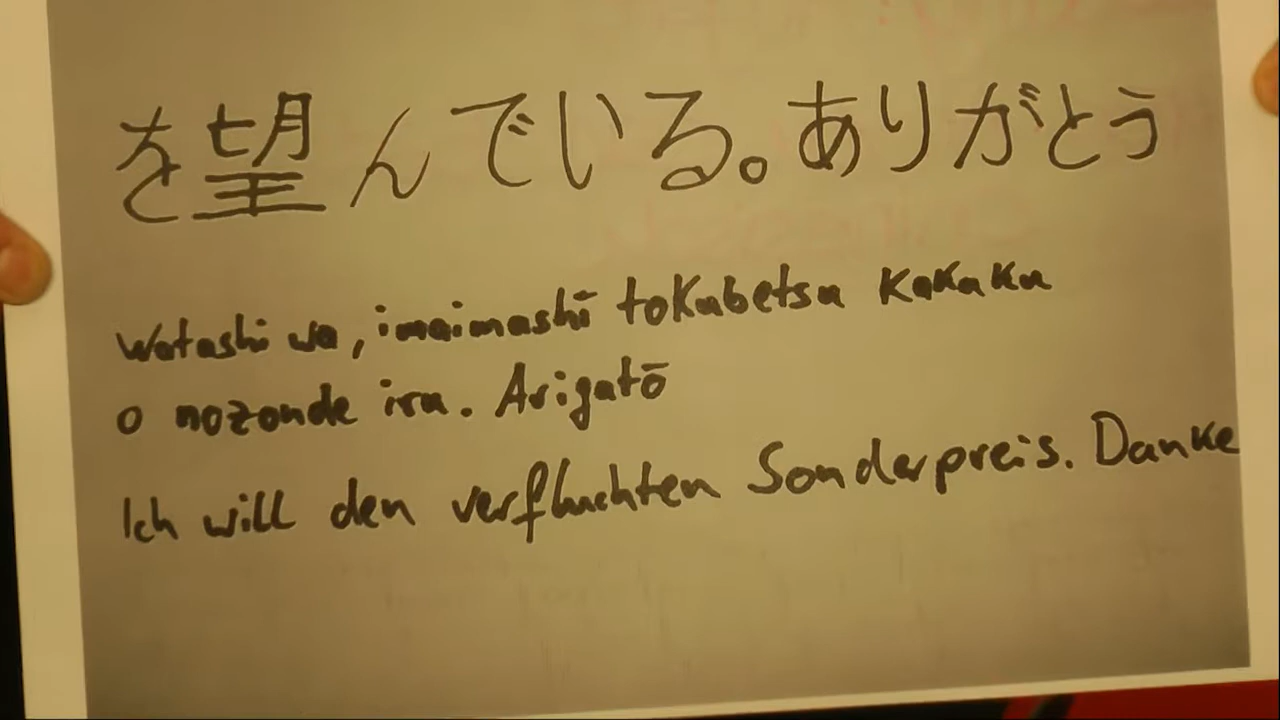 を望んでいる。ありがとう
Watashi wa, imaimashī tokubetsu kakaku
o nozonde iru. Arigatō
Ich will den verfluchten Sonderpreis. Danke